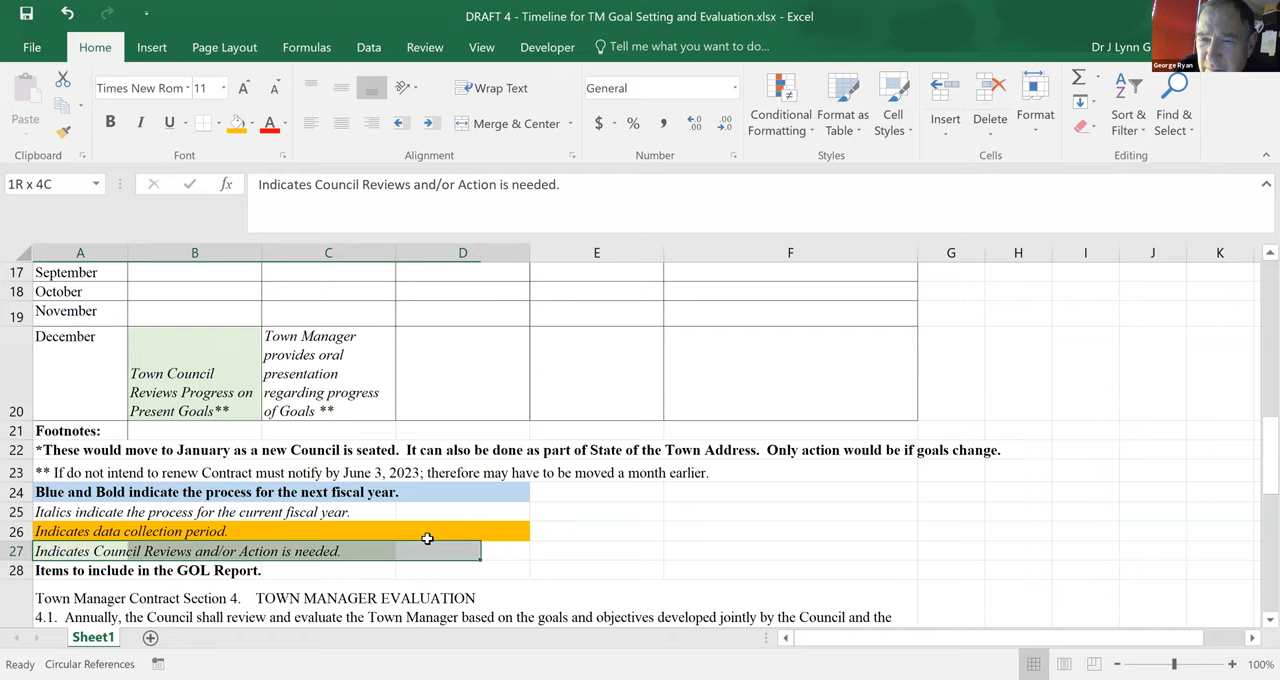 DRAFT 4 - Timeline for TM Goal Setting and Evaluation.xlsx - Excel
File Home Insert Page Layout Formulas Data Review View Developer Tell me what you want to do... Dr J Lynn G
George Ryan
Paste
Times New Rom 11
B I U
Wrap Text
Merge & Center
General
$ % ,
Conditional Formatting
Format as Table
Cell Styles
Insert
Delete
Format
Sort & Filter
Find & Select
Clipboard Font Alignment Number Styles Cells Editing
1R x 4C fx Indicates Council Reviews and/or Action is needed.
A B C D E F G H I J K
17 September
18 October
19 November
20 December
Town Council
Reviews Progress on
Present Goals**
Town Manager
provides oral
presentation
regarding progress
of Goals **
21 Footnotes:
22 *These would move to January as a new Council is seated. It can also be done as part of State of the Town Address. Only action would be if goals change.
23 ** If do not intend to renew Contract must notify by June 3, 2023; therefore may have to be moved a month earlier.
24 Blue and Bold indicate the process for the next fiscal year.
25 Italics indicate the process for the current fiscal year.
26 Indicates data collection period.
27 Indicates Council Reviews and/or Action is needed.
28 Items to include in the GOL Report.
Town Manager Contract Section 4. TOWN MANAGER EVALUATION
4.1. Annually, the Council shall review and evaluate the Town Manager based on the goals and objectives developed jointly by the Council and the
Sheet1
Ready Circular References 100%